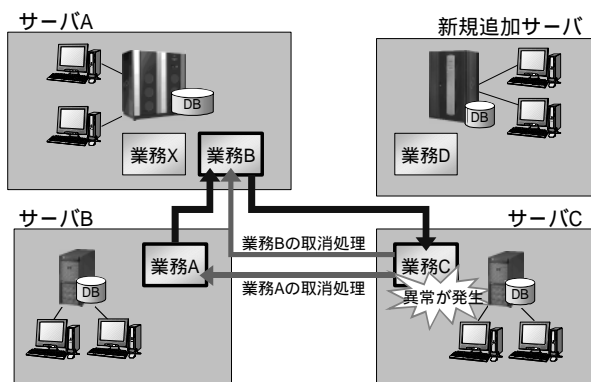 サーバA
新規追加サーバ
DB
DB
業務X
業務B
業務D
サーバB
サーバC
業務Bの取消処理
業務A
業務C
業務Aの取消処理
異常が発生
DB
DB